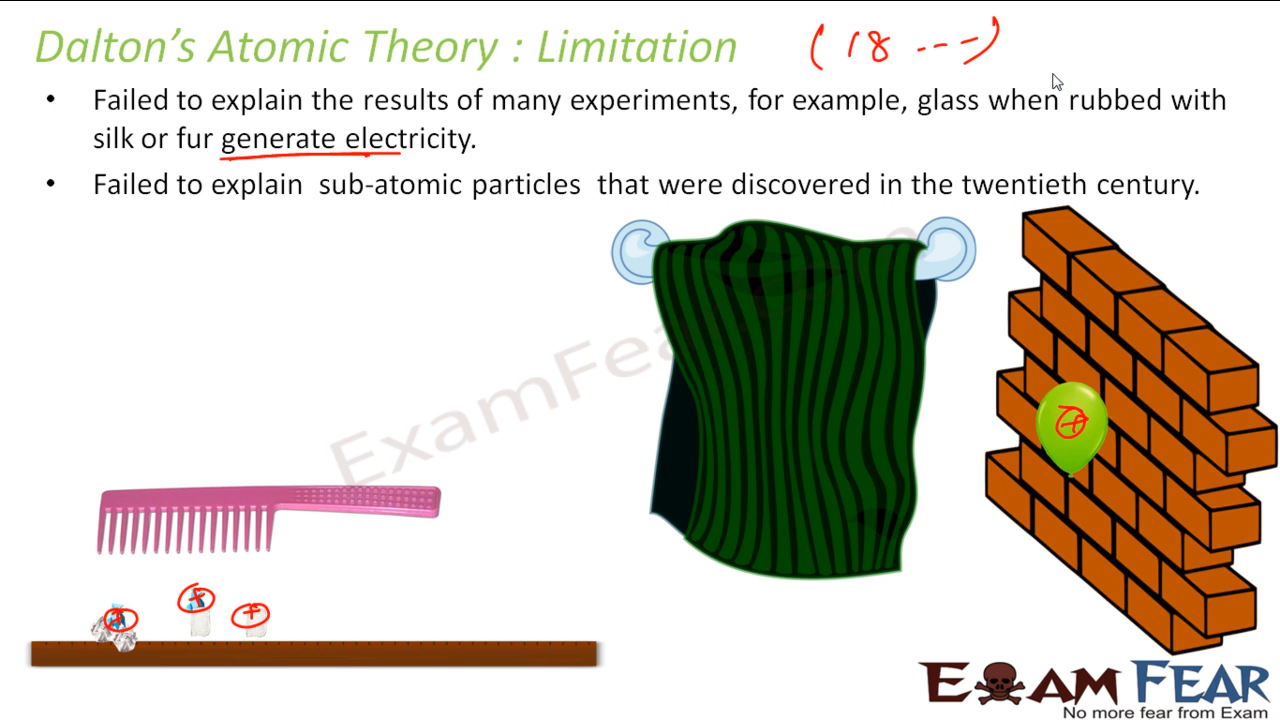 Dalton's Atomic Theory : Limitation (18 ---)
• Failed to explain the results of many experiments, for example, glass when rubbed with
silk or fur generate electricity.
• Failed to explain sub-atomic particles that were discovered in the twentieth century.
+
+ + +
EXAM FEAR
No more fear from Exam